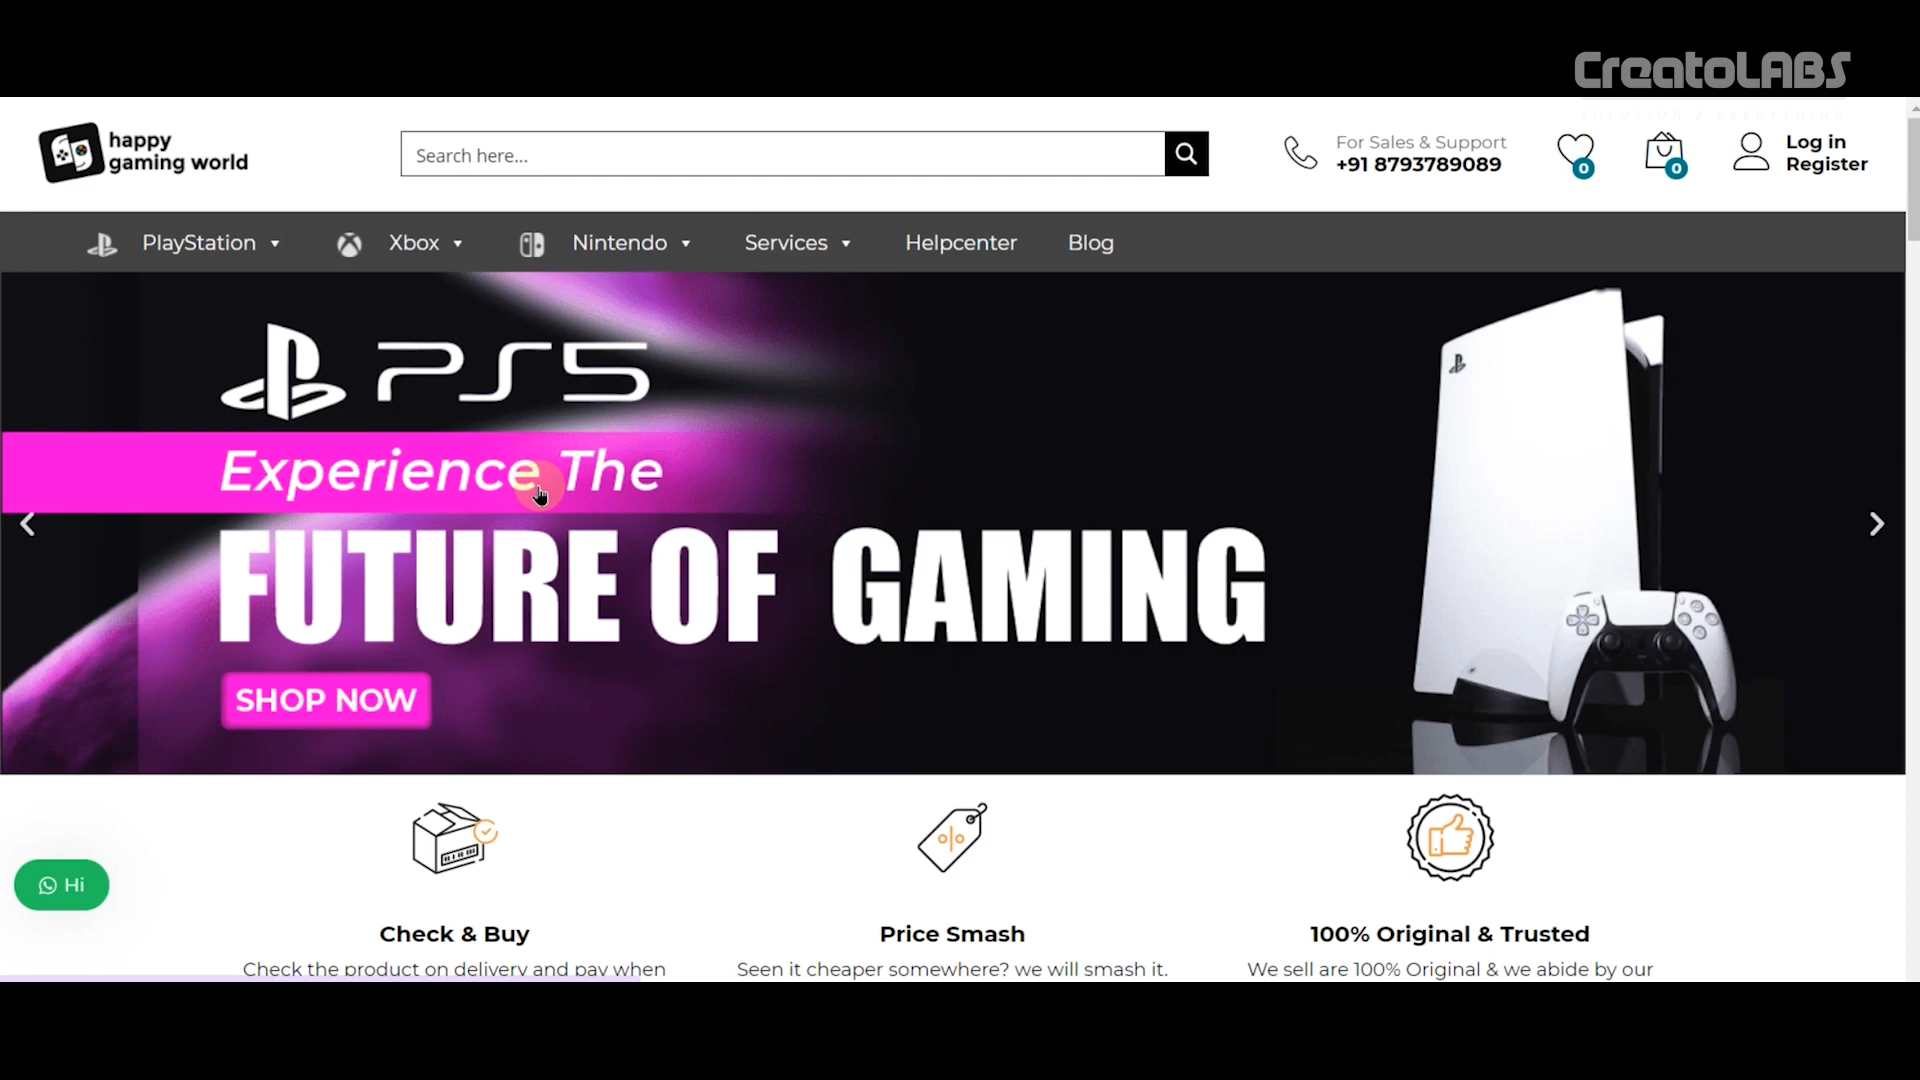 CreatoLABS
happy
gaming world
Search here...
For Sales & Support
+91 8793789089
0
0
Log in
Register
PlayStation
Xbox
Nintendo
Services
Helpcenter
Blog
PS5
Experience The
FUTURE OF GAMING
SHOP NOW
Hi
Check & Buy
Price Smash
100% Original & Trusted
Check the product on delivery and pay when
Seen it cheaper somewhere? we will smash it.
We sell are 100% Original & we abide by our